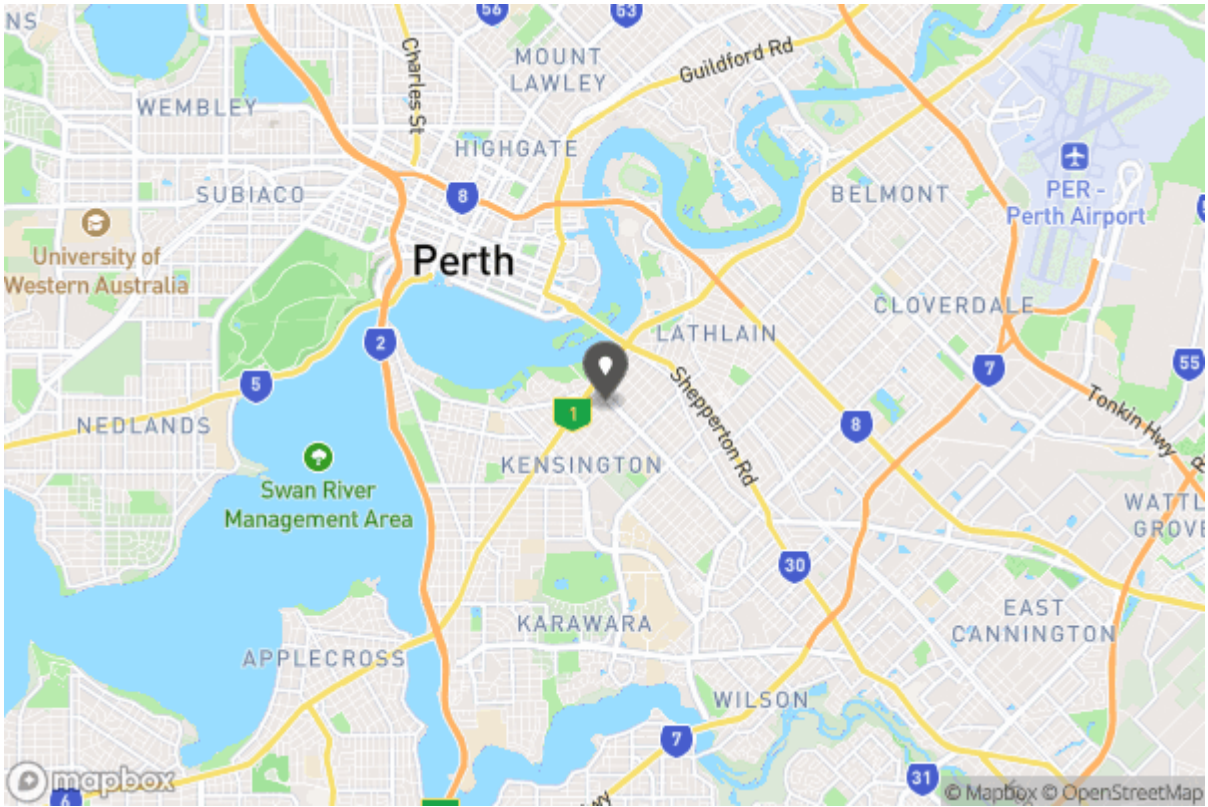 NS
56
53
MOUNT
LAWLEY
Guildford Rd
Charles St
WEMBLEY
HIGHGATE
SUBIACO
8
BELMONT
PER -
Perth Airport
University of
Western Australia
Perth
CLOVERDALE
LATHLAIN
2
5
7
55
Shepperton Rd
Tonkin Hwy
1
8
NEDLANDS
KENSINGTON
Swan River
Management Area
WATTL
GROVE
30
EAST
CANNINGTON
KARAWARA
APPLECROSS
WILSON
7
31
mapbox
6
wy
© Mapbox © OpenStreetMap